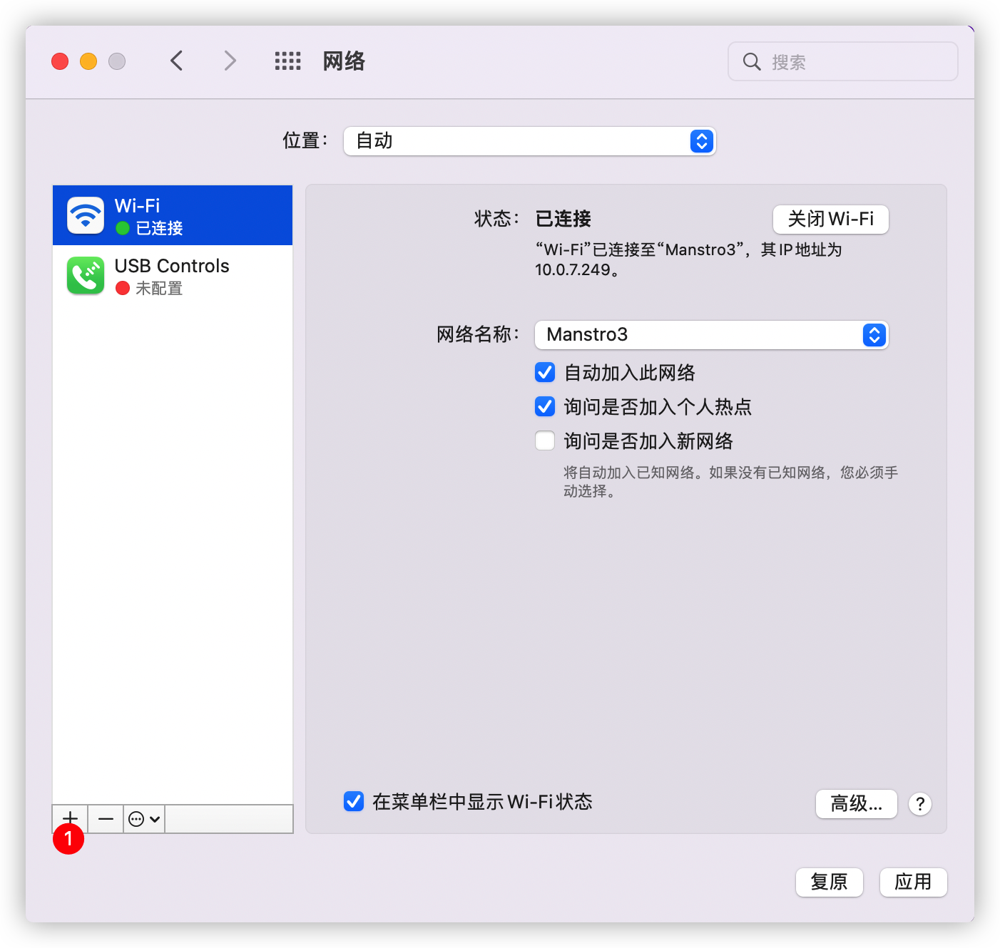 网络
搜索
位置：
自动
Wi-Fi
已连接
USB Controls
未配置
状态：
已连接
关闭 Wi-Fi
“Wi-Fi”已连接至“Manstro3”，其 IP 地址为
10.0.7.249。
网络名称：
Manstro3
自动加入此网络
询问是否加入个人热点
询问是否加入新网络
将自动加入已知网络。如果没有已知网络，您必须手
动选择。
在菜单栏中显示 Wi-Fi 状态
高级...
?
1
复原
应用